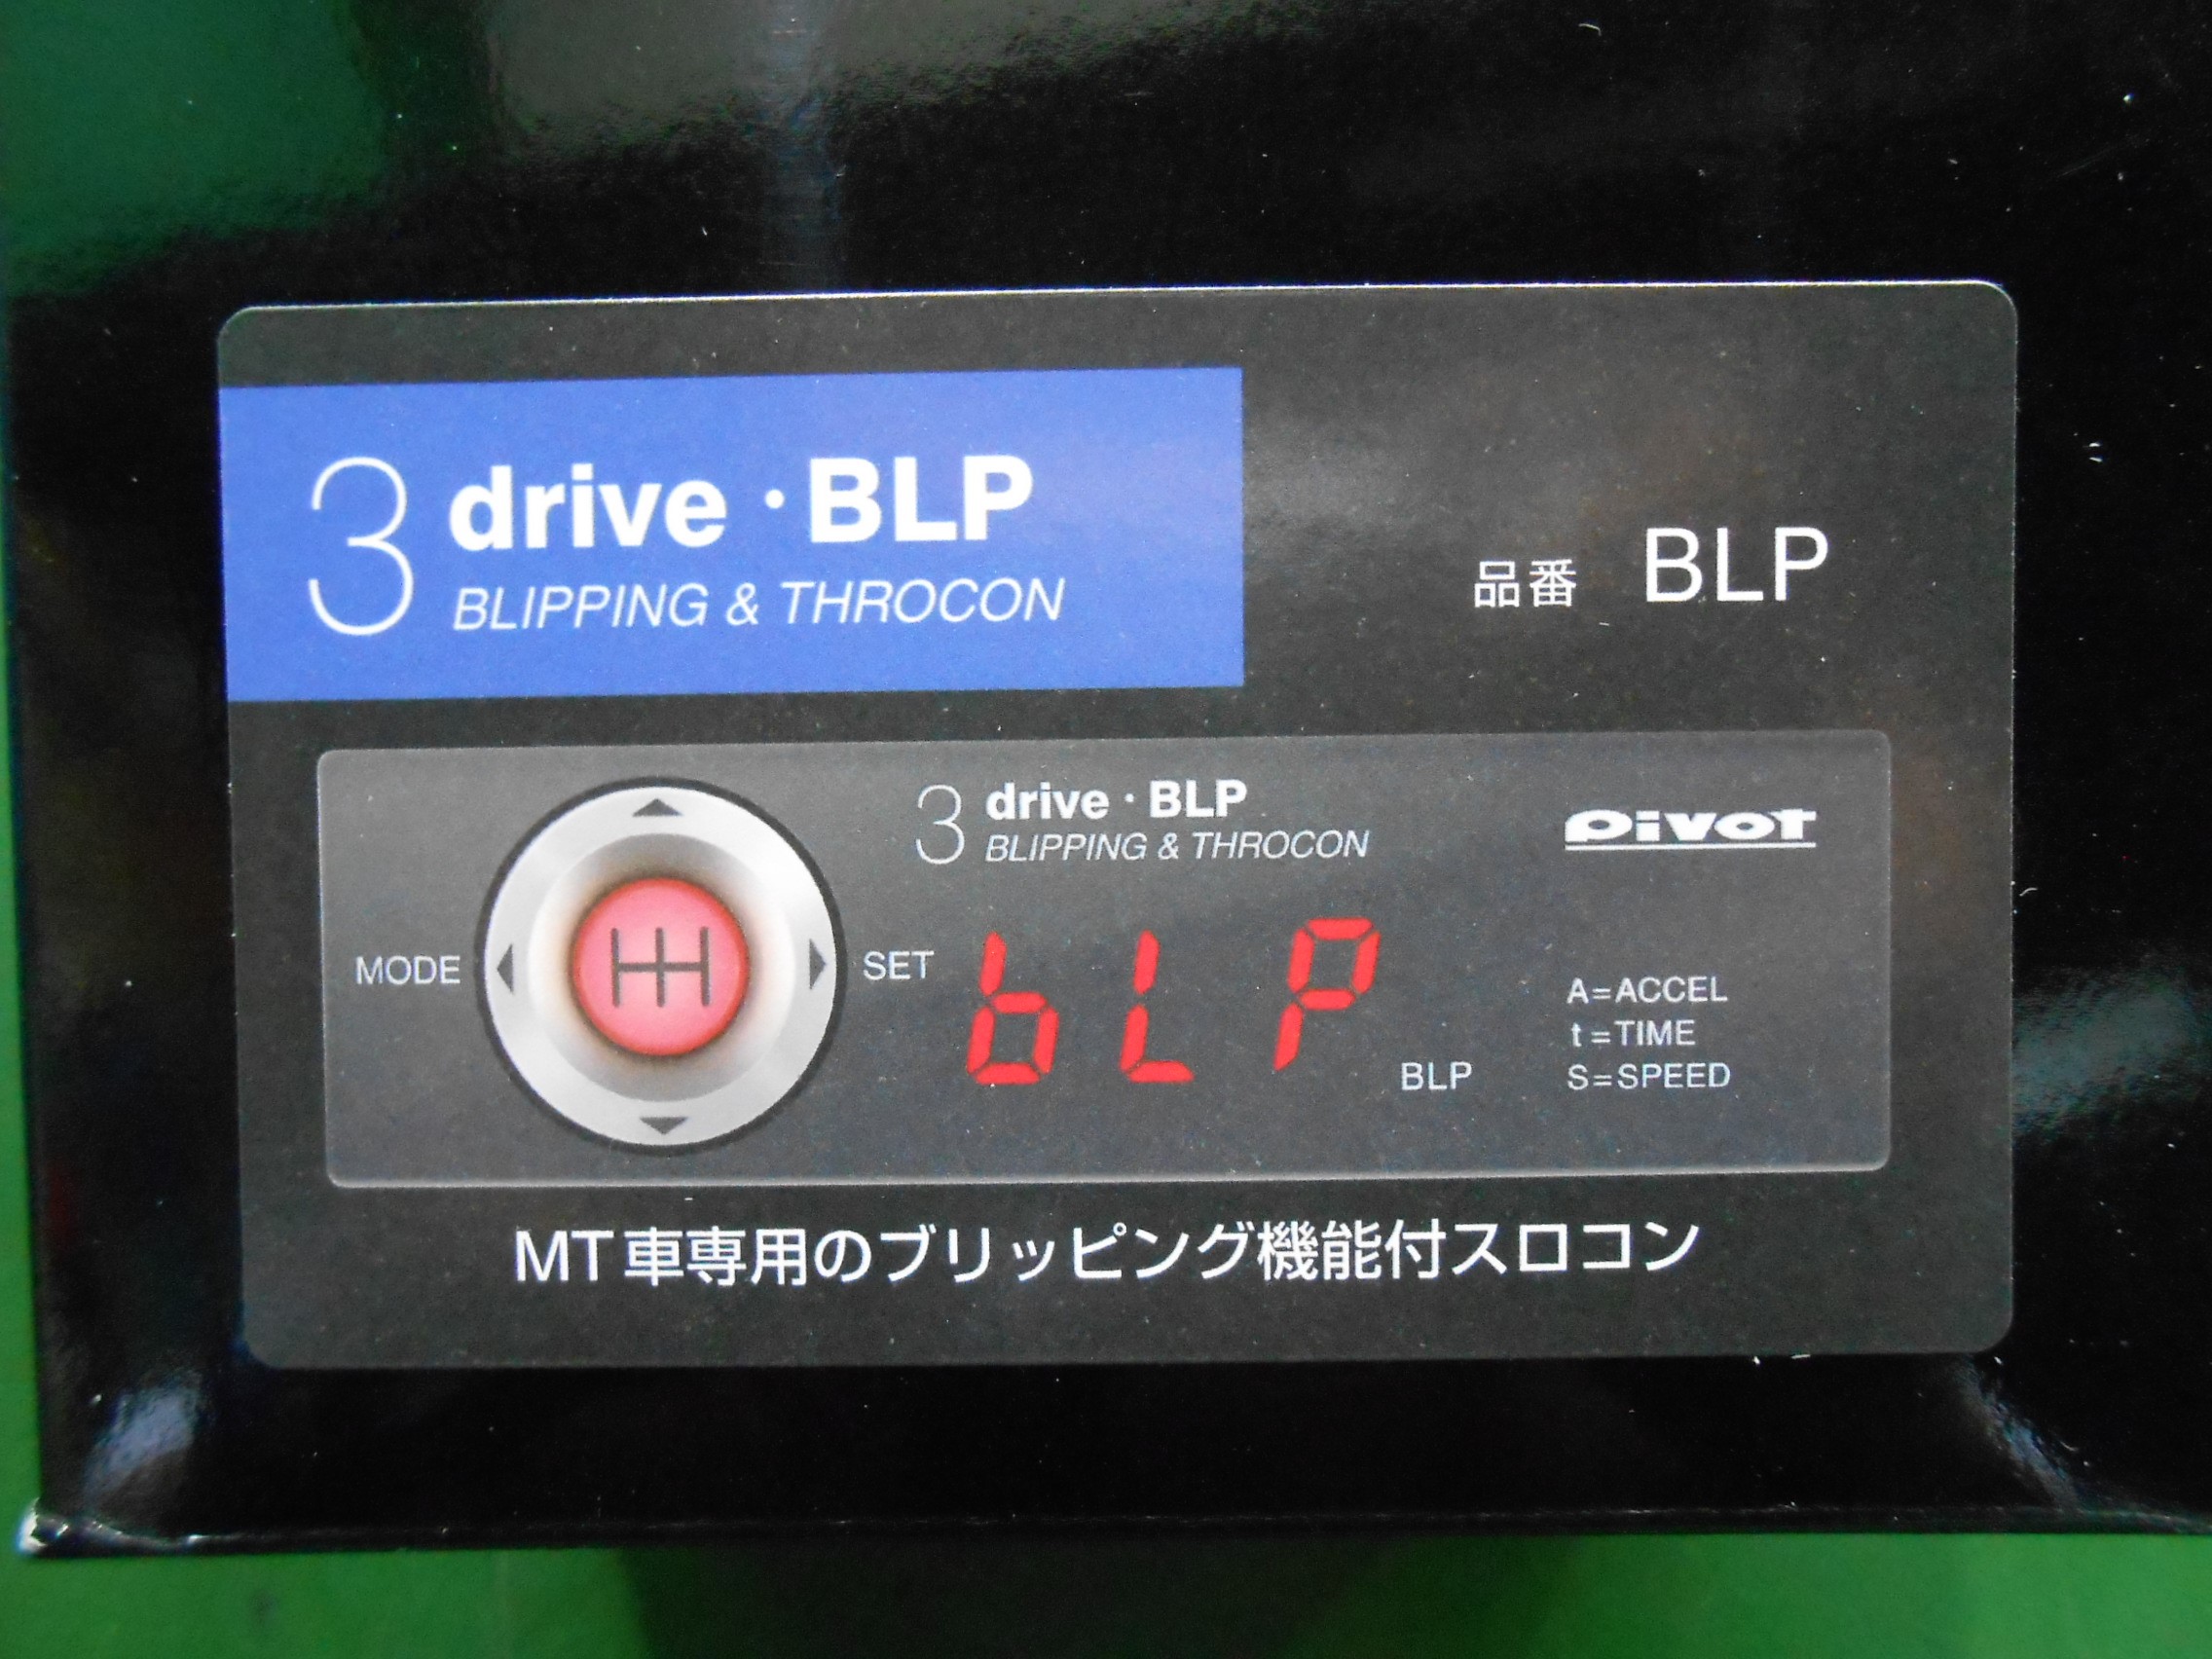 3 drive・BLP
BLIPPING & THROCON
品番 BLP
3 drive・BLP
BLIPPING & THROCON
pivot
MODE
SET
bLP
BLP
A=ACCEL
t=TIME
S=SPEED
MT車専用のブリッピング機能付スロコン